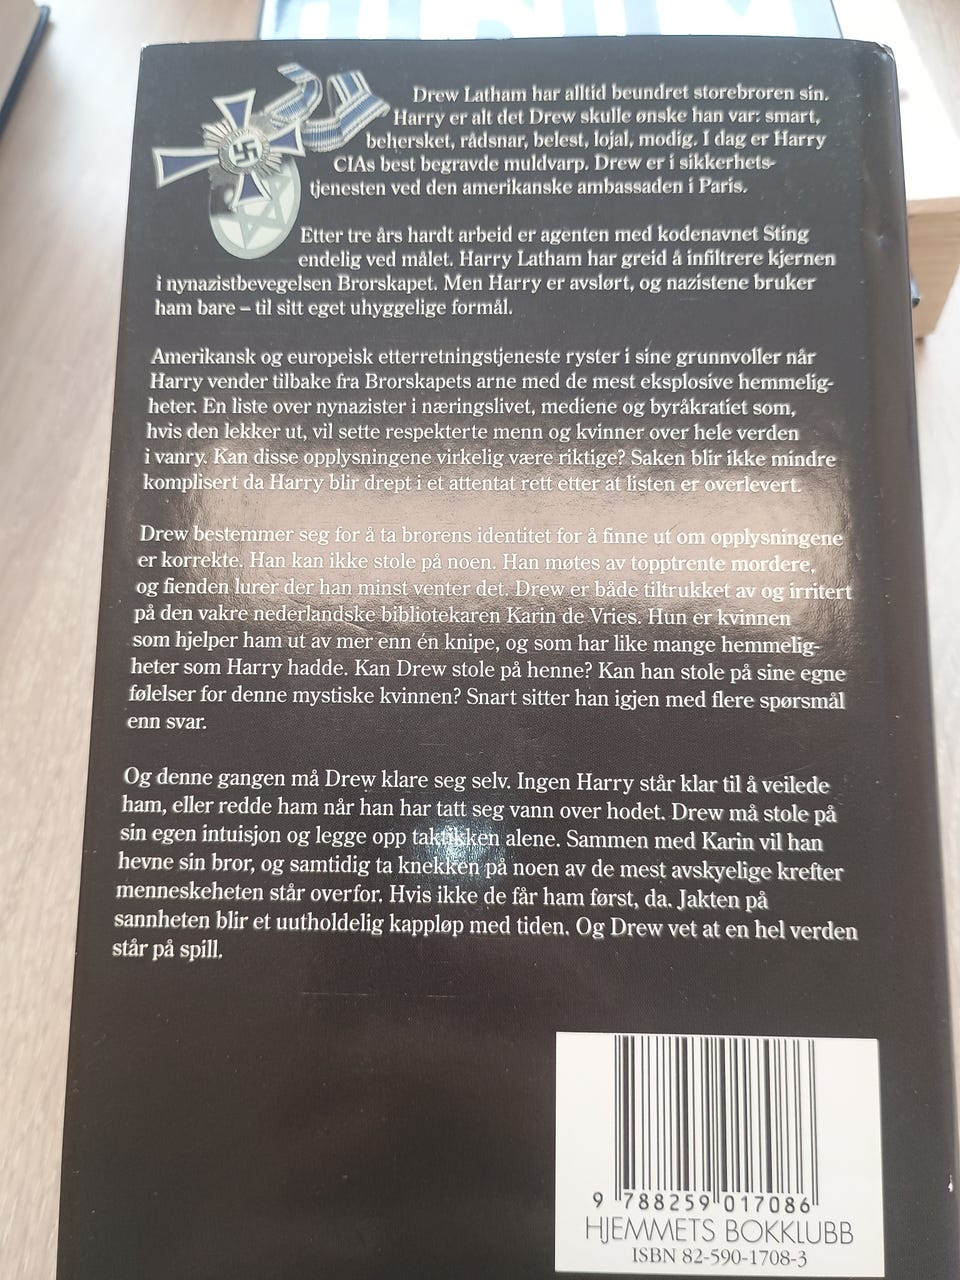 Drew Latham har alltid beundret storebroren sin.
Harry er alt det Drew skulle ønske han var: smart,
behersket, rådsnar, belest, lojal, modig. I dag er Harry
CIAs best begravde muldvarp. Drew er i sikkerhets-
tjenesten ved den amerikanske ambassaden i Paris.
Etter tre års hardt arbeid er agenten med kodenavnet Sting
endelig ved målet. Harry Latham har greid å infiltrere kjernen
i nynazistbevegelsen Brorskapet. Men Harry er avslørt, og nazistene bruker
ham bare – til sitt eget uhyggelige formål.
Amerikansk og europeisk etterretningstjeneste ryster i sine grunnvoller når
Harry vender tilbake fra Brorskapets arne med de mest eksplosive hemmelig-
heter. En liste over nynazister i næringslivet, mediene og byråkratiet som,
hvis den lekker ut, vil sette respekterte menn og kvinner over hele verden
i vanry. Kan disse opplysningene virkelig være riktige? Saken blir ikke mindre
komplisert da Harry blir drept i et attentat rett etter at listen er overlevert.
Drew bestemmer seg for å ta brorens identitet for å finne ut om opplysningene
er korrekte. Han kan ikke stole på noen. Han møtes av topptrente mordere,
og fienden lurer der han minst venter det. Drew er både tiltrukket av og irritert
på den vakre nederlandske bibliotekaren Karin de Vries. Hun er kvinnen
som hjelper ham ut av mer enn én knipe, og som har like mange hemmelig-
heter som Harry hadde. Kan Drew stole på henne? Kan han stole på sine egne
følelser for denne mystiske kvinnen? Snart sitter han igjen med flere spørsmål
enn svar.
Og denne gangen må Drew klare seg selv. Ingen Harry står klar til å veilede
ham, eller redde ham når han har tatt seg vann over hodet. Drew må stole på
sin egen intuisjon og legge opp taktikken alene. Sammen med Karin vil han
hevne sin bror, og samtidig ta knekken på noen av de mest avskyelige krefter
menneskeheten står overfor. Hvis ikke de får ham først, da. Jakten på
sannheten blir et uutholdelig kappløp med tiden. Og Drew vet at en hel verden
står på spill.
9 788259 017086
HJEMMETS BOKKLUBB
ISBN 82-590-1708-3